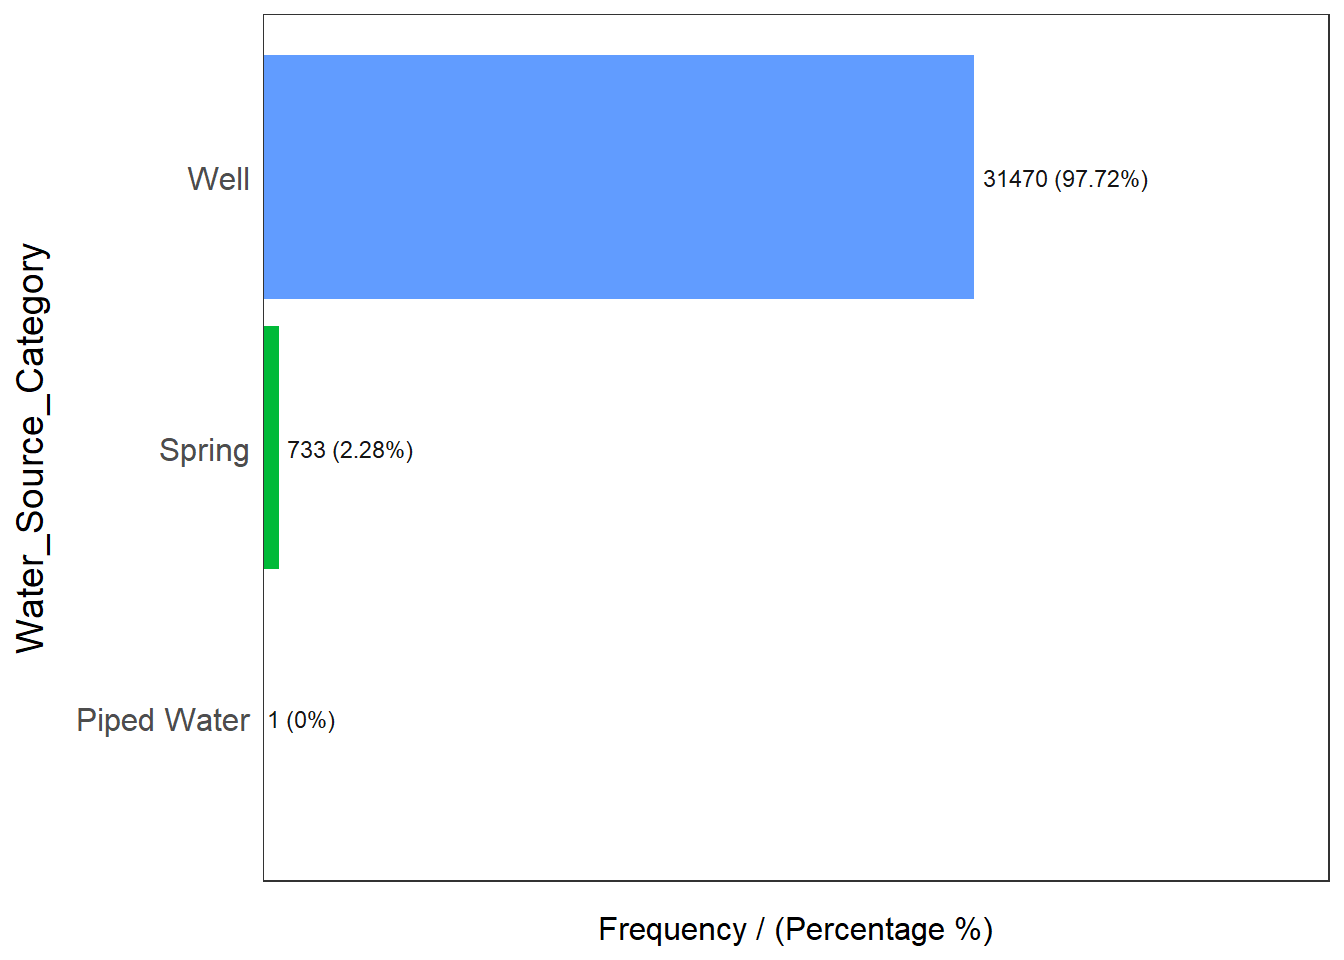 Water_Source_Category
Well
31470 (97.72%)
Spring
733 (2.28%)
Piped Water
1 (0%)
Frequency / (Percentage %)